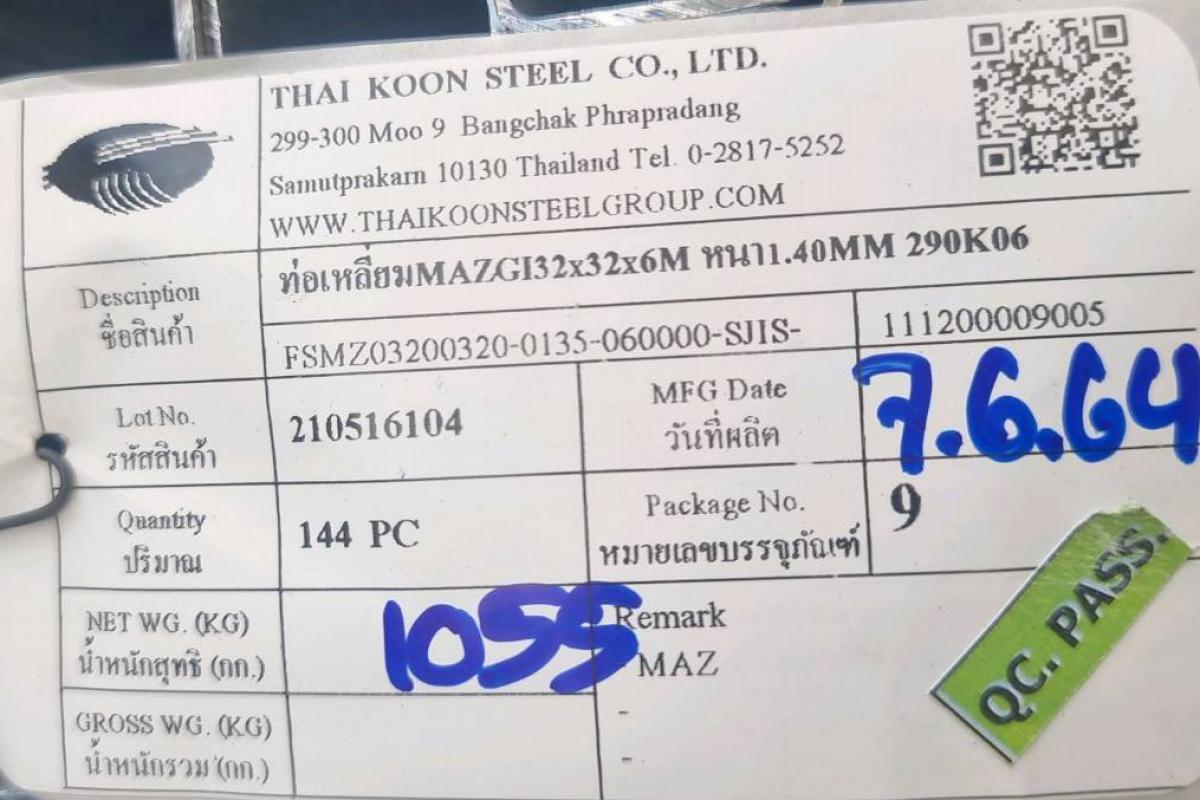 THAI KOON STEEL CO., LTD.
299-300 Moo 9 Bangchak Phrapradang
Samutprakarn 10130 Thailand Tel. 0-2817-5252
WWW.THAIKOONSTEELGROUP.COM
Description
ชื่อสินค้า
ท่อเหลี่ยมMAZGI32x32x6M หนา1.40MM 290K06
FSMZ03200320-0135-060000-SJIS-
111200009005
Lot No.
รหัสสินค้า
210516104
MFG Date
วันที่ผลิต
7.6.64
Quantity
ปริมาณ
144 PC
Package No.
หมายเลขบรรจุภัณฑ์
9
NET WG. (KG)
น้ำหนักสุทธิ (กก.)
1055
Remark
- MAZ
-
-
GROSS WG. (KG)
น้ำหนักรวม (กก.)
QC. PASS.